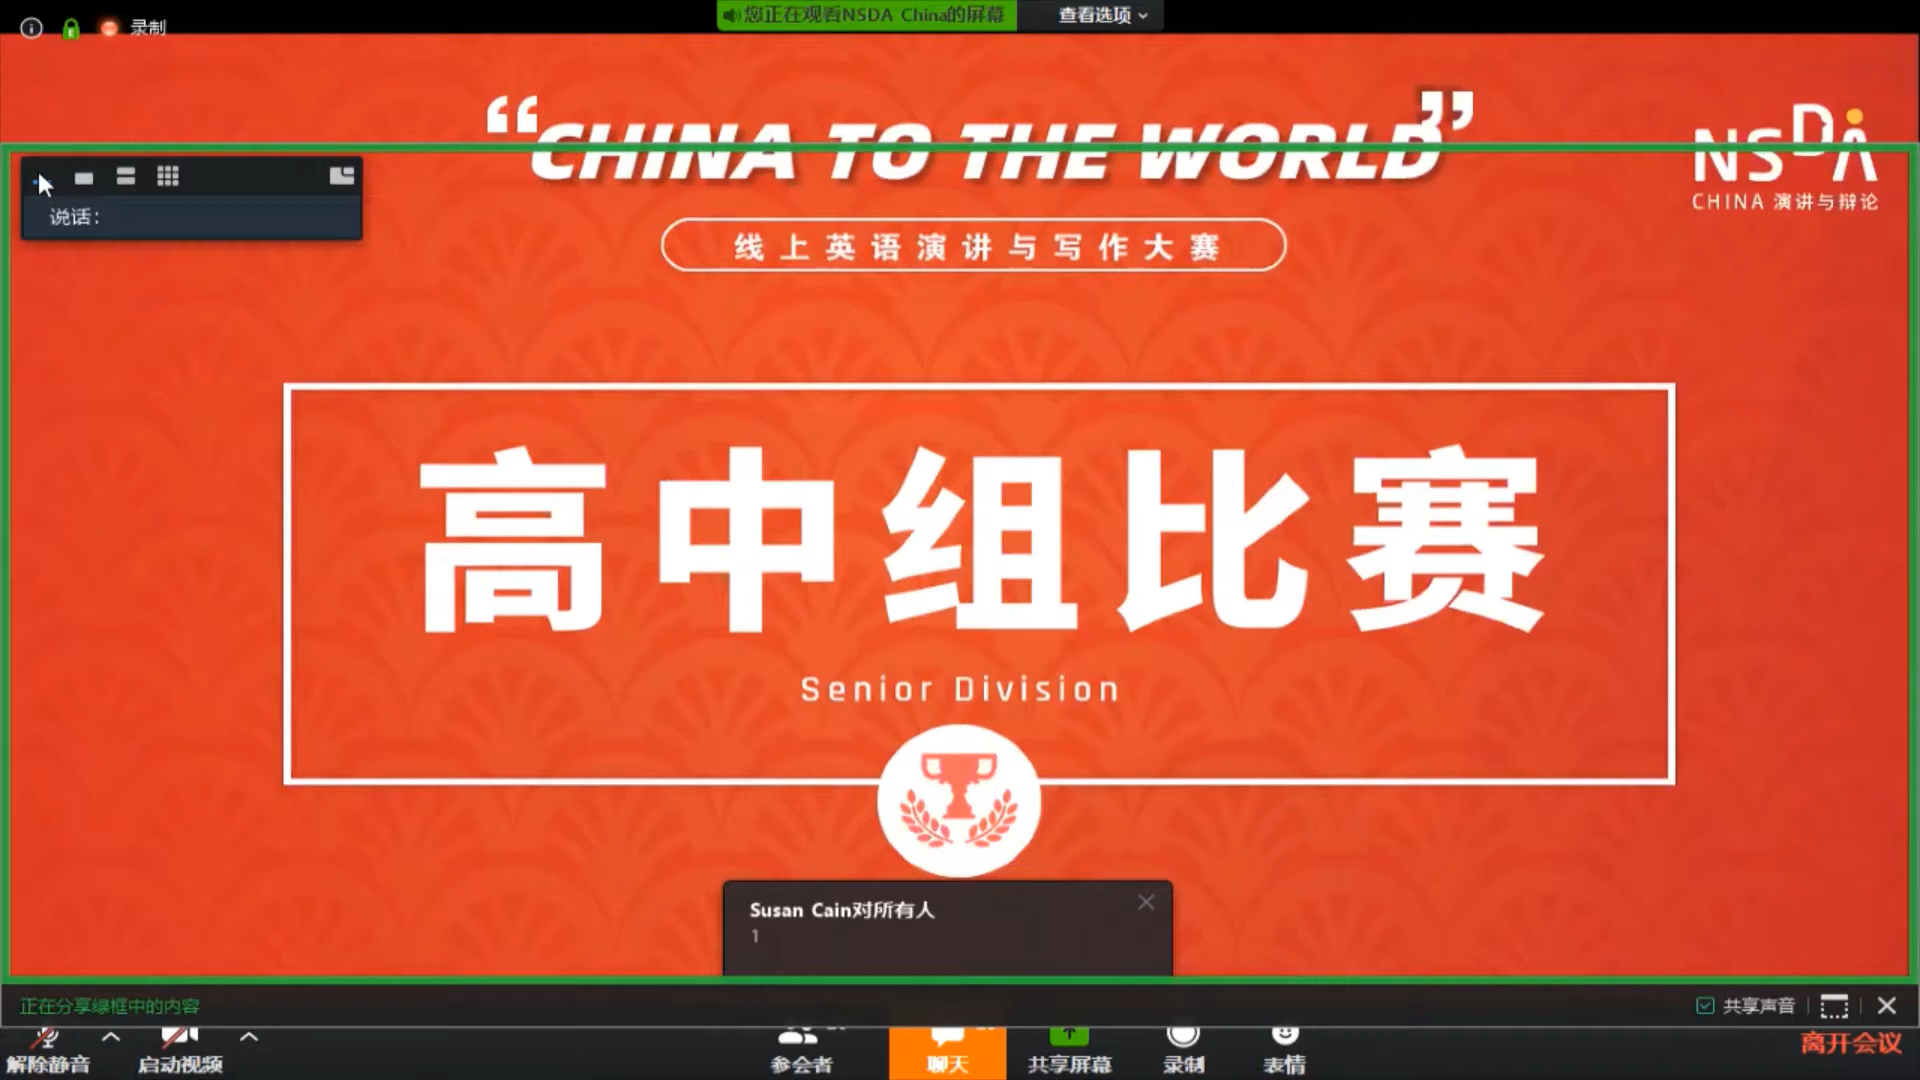 录制
您正在观看NSDA China的屏幕
查看选项
“CHINA TO THE WORLD”
NSDA
CHINA 演讲与辩论
说话:
线上英语演讲与写作大赛
高中组比赛
Senior Division
Susan Cain对所有人
1
正在分享绿框中的内容
共享声音
解除静音
启动视频
参会者
聊天
共享屏幕
录制
表情
离开会议